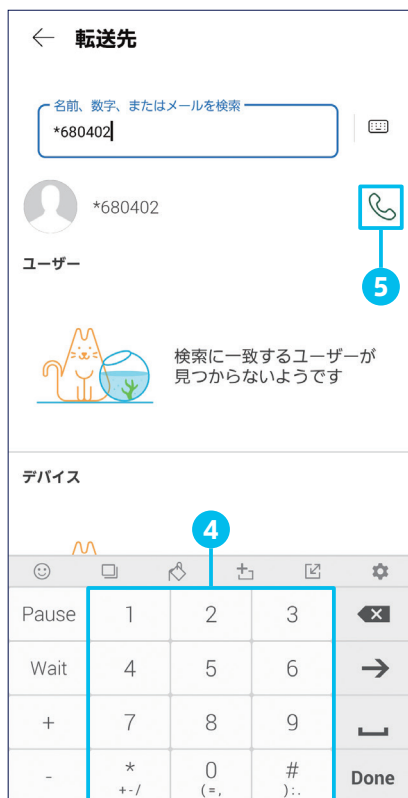 転送先
名前、数字、またはメールを検索
*680402
*680402
5
ユーザー
検索に一致するユーザーが
見つからないようです
デバイス
4
Pause 1 2 3
Wait 4 5 6
+ 7 8 9
- * 0 # Done
+-/ (=, ):.